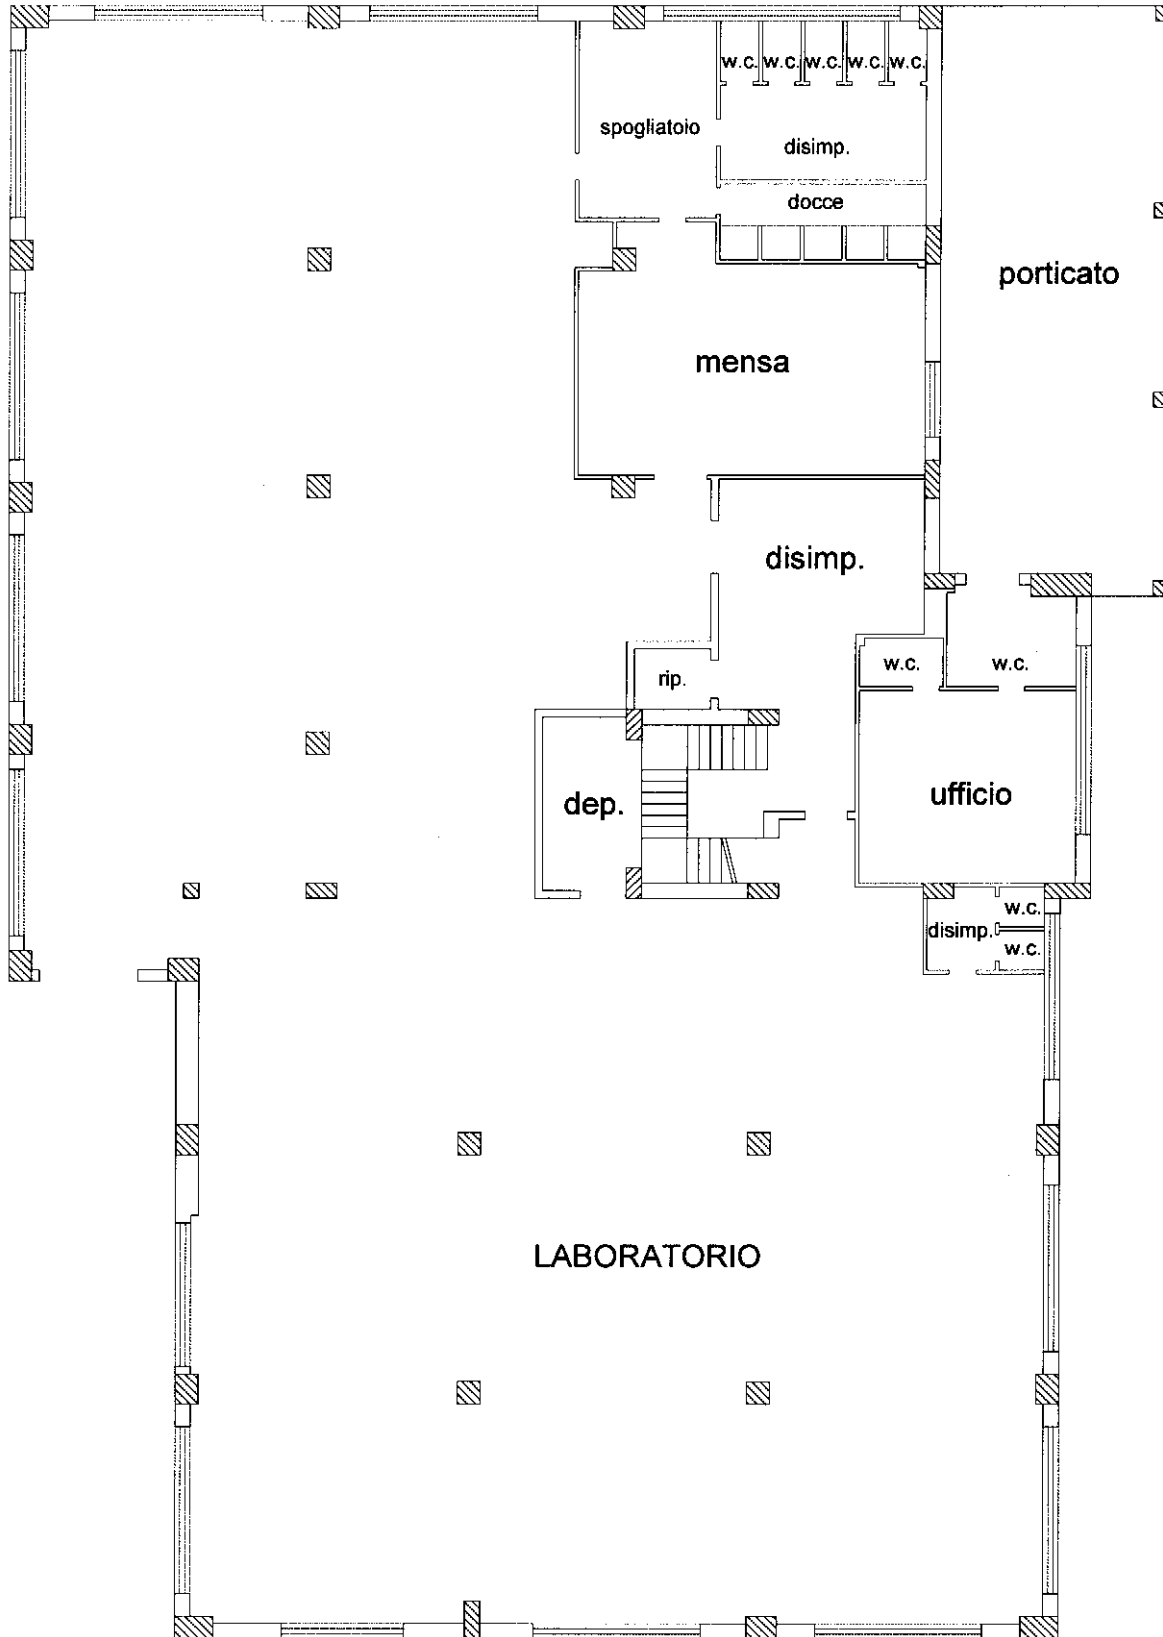 w.c. w.c. w.c. w.c. w.c.
spogliatoio
disimp.
docce
porticato
mensa
disimp.
w.c. w.c.
rip.
dep.
ufficio
w.c.
disimp.
w.c.
LABORATORIO